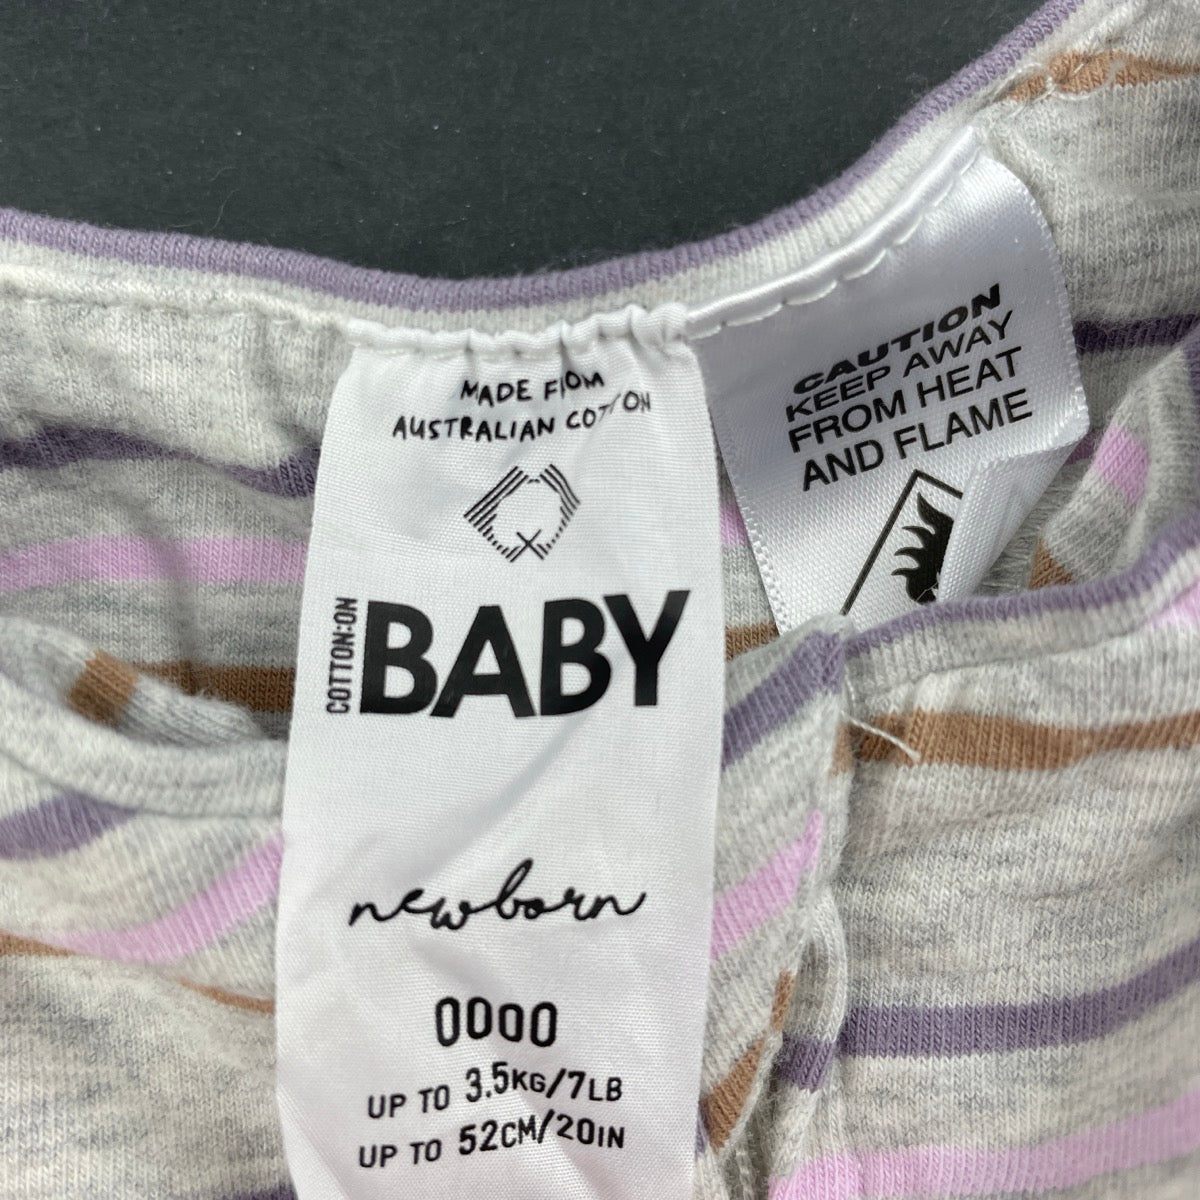 MADE FROM
AUSTRALIAN COTTON
COTTON:ON
BABY
newborn
0000
UP TO 3.5KG/7LB
UP TO 52CM/20IN
CAUTION
KEEP AWAY
FROM HEAT
AND FLAME